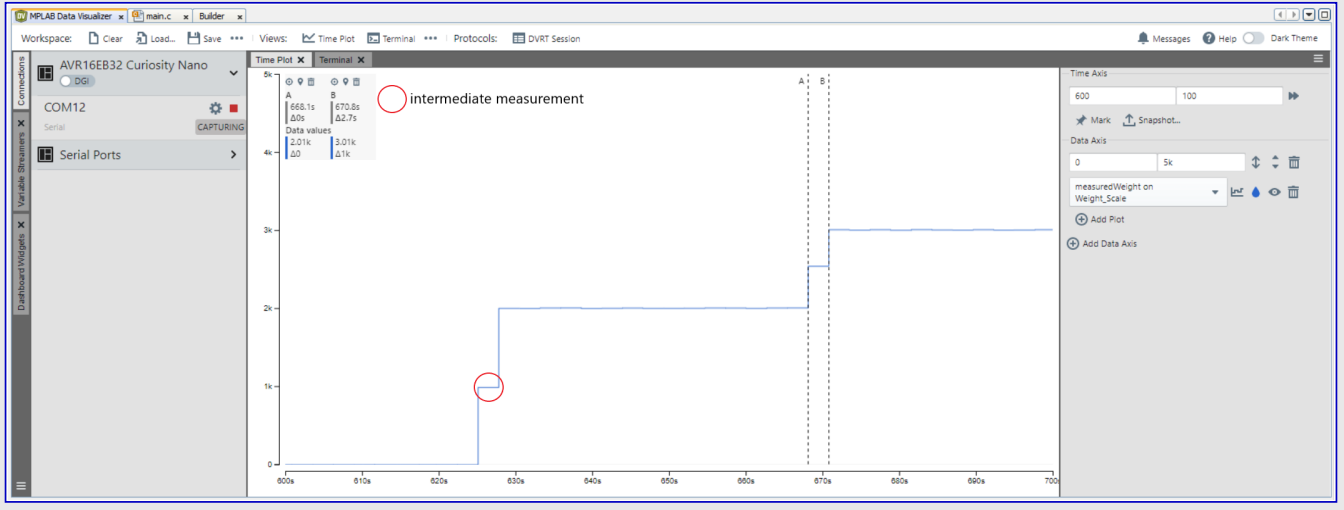 MPLAB Data Visualizer x main.c x Builder x
Workspace: Clear Load... Save ••• Views: Time Plot Terminal ••• Protocols: DVRT Session Messages Help Dark Theme
Connections
Variable Streamers
Dashboard Widgets
AVR16EB32 Curiosity Nano
DGI
COM12
Serial CAPTURING
Serial Ports
Time Plot X Terminal X
5k
4k
3k
2k
1k
0
A B
668.1s 670.8s
Δ0s Δ2.7s
Data values
2.01k 3.01k
Δ0 Δ1k
intermediate measurement
A B
600s 610s 620s 630s 640s 650s 660s 670s 680s 690s 700s
Time Axis
600 100
Mark Snapshot...
Data Axis
0 5k
measuredWeight on
Weight_Scale
Add Plot
Add Data Axis